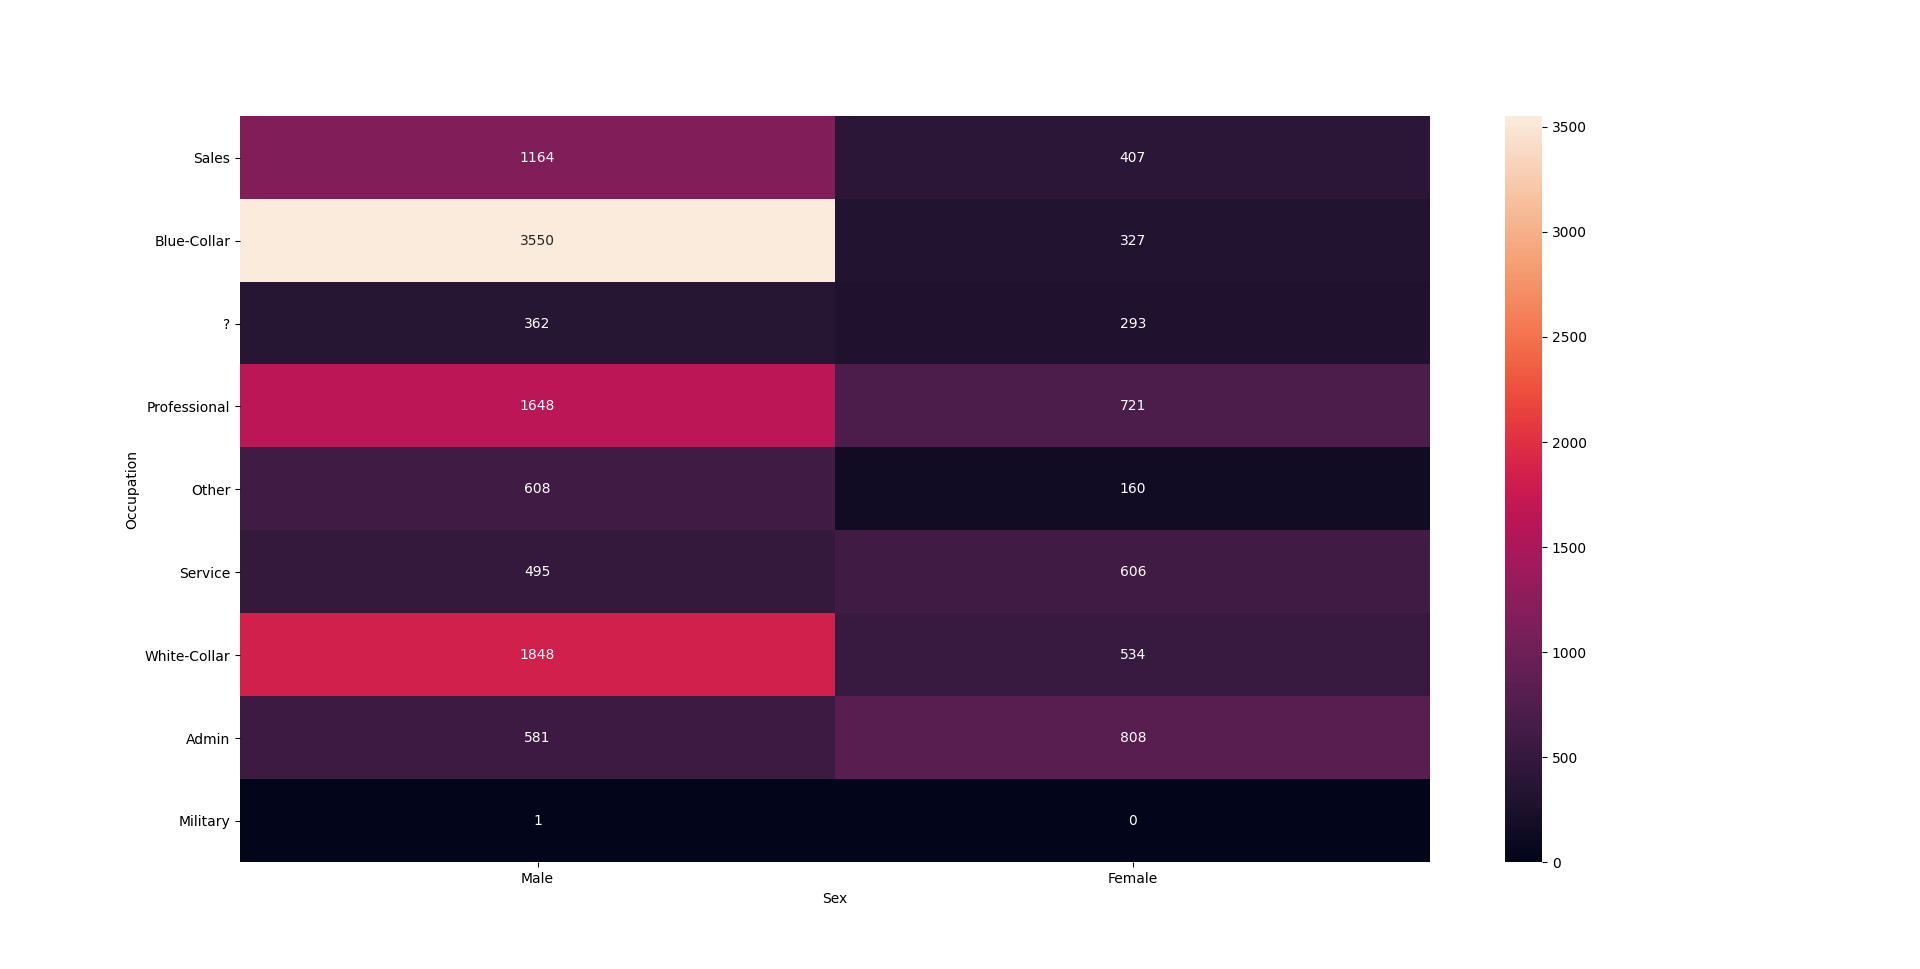 Occupation
Sales 1164 407
Blue-Collar 3550 327
? 362 293
Professional 1648 721
Other 608 160
Service 495 606
White-Collar 1848 534
Admin 581 808
Military 1 0
Male Female
Sex
3500
3000
2500
2000
1500
1000
500
0